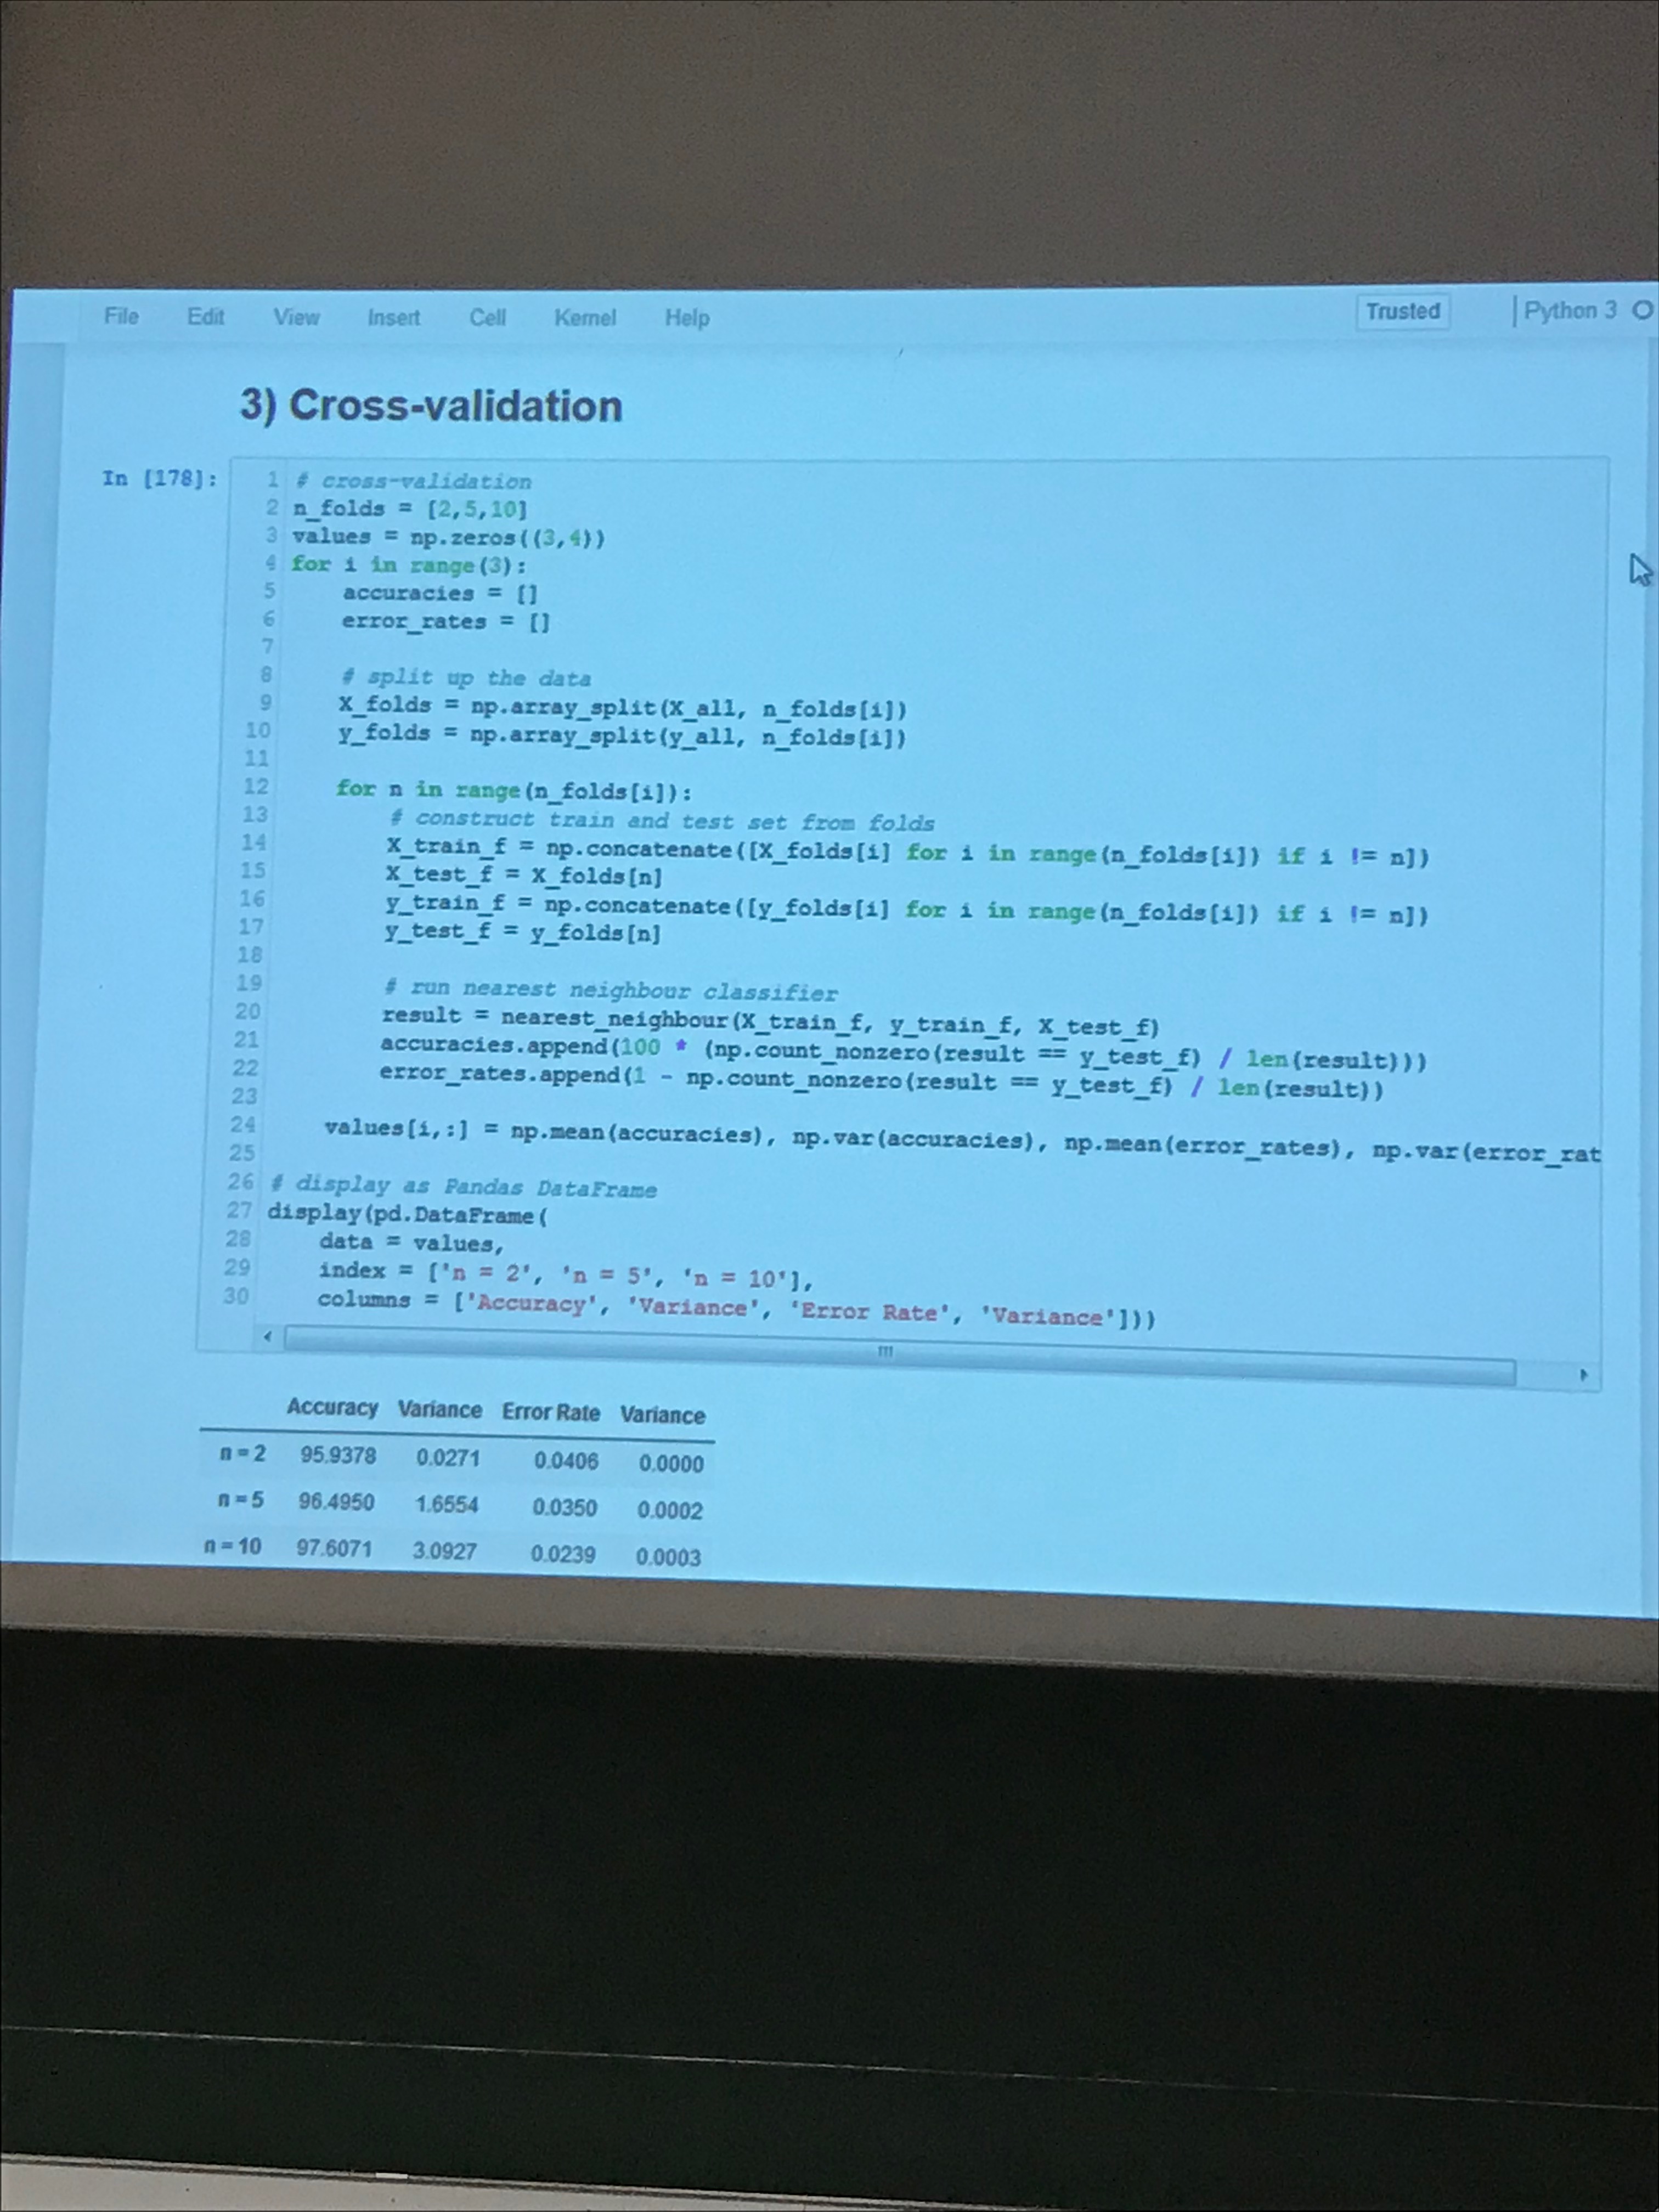 File Edit View Insert Cell Kernel Help Trusted Python 3
3) Cross-validation
In [178]:
1 # cross-validation
2 n_folds = [2,5,10]
3 values = np.zeros((3,4))
4 for i in range(3):
5     accuracies = []
6     error_rates = []
7
8     # split up the data
9     X_folds = np.array_split(X_all, n_folds[i])
10     y_folds = np.array_split(y_all, n_folds[i])
11
12     for n in range(n_folds[i]):
13         # construct train and test set from folds
14         X_train_f = np.concatenate([X_folds[i] for i in range(n_folds[i]) if i != n])
15         X_test_f = X_folds[n]
16         y_train_f = np.concatenate([y_folds[i] for i in range(n_folds[i]) if i != n])
17         y_test_f = y_folds[n]
18
19         # run nearest neighbour classifier
20         result = nearest_neighbour(X_train_f, y_train_f, X_test_f)
21         accuracies.append(100 * (np.count_nonzero(result == y_test_f) / len(result)))
22         error_rates.append(1 - np.count_nonzero(result == y_test_f) / len(result))
23
24     values[i,:] = np.mean(accuracies), np.var(accuracies), np.mean(error_rates), np.var(error_rat
25
26 # display as Pandas DataFrame
27 display(pd.DataFrame(
28     data = values,
29     index = ['n = 2', 'n = 5', 'n = 10'],
30     columns = ['Accuracy', 'Variance', 'Error Rate', 'Variance']))
Accuracy Variance Error Rate Variance
n = 2 95.9378 0.0271 0.0406 0.0000
n = 5 96.4950 1.6554 0.0350 0.0002
n = 10 97.6071 3.0927 0.0239 0.0003